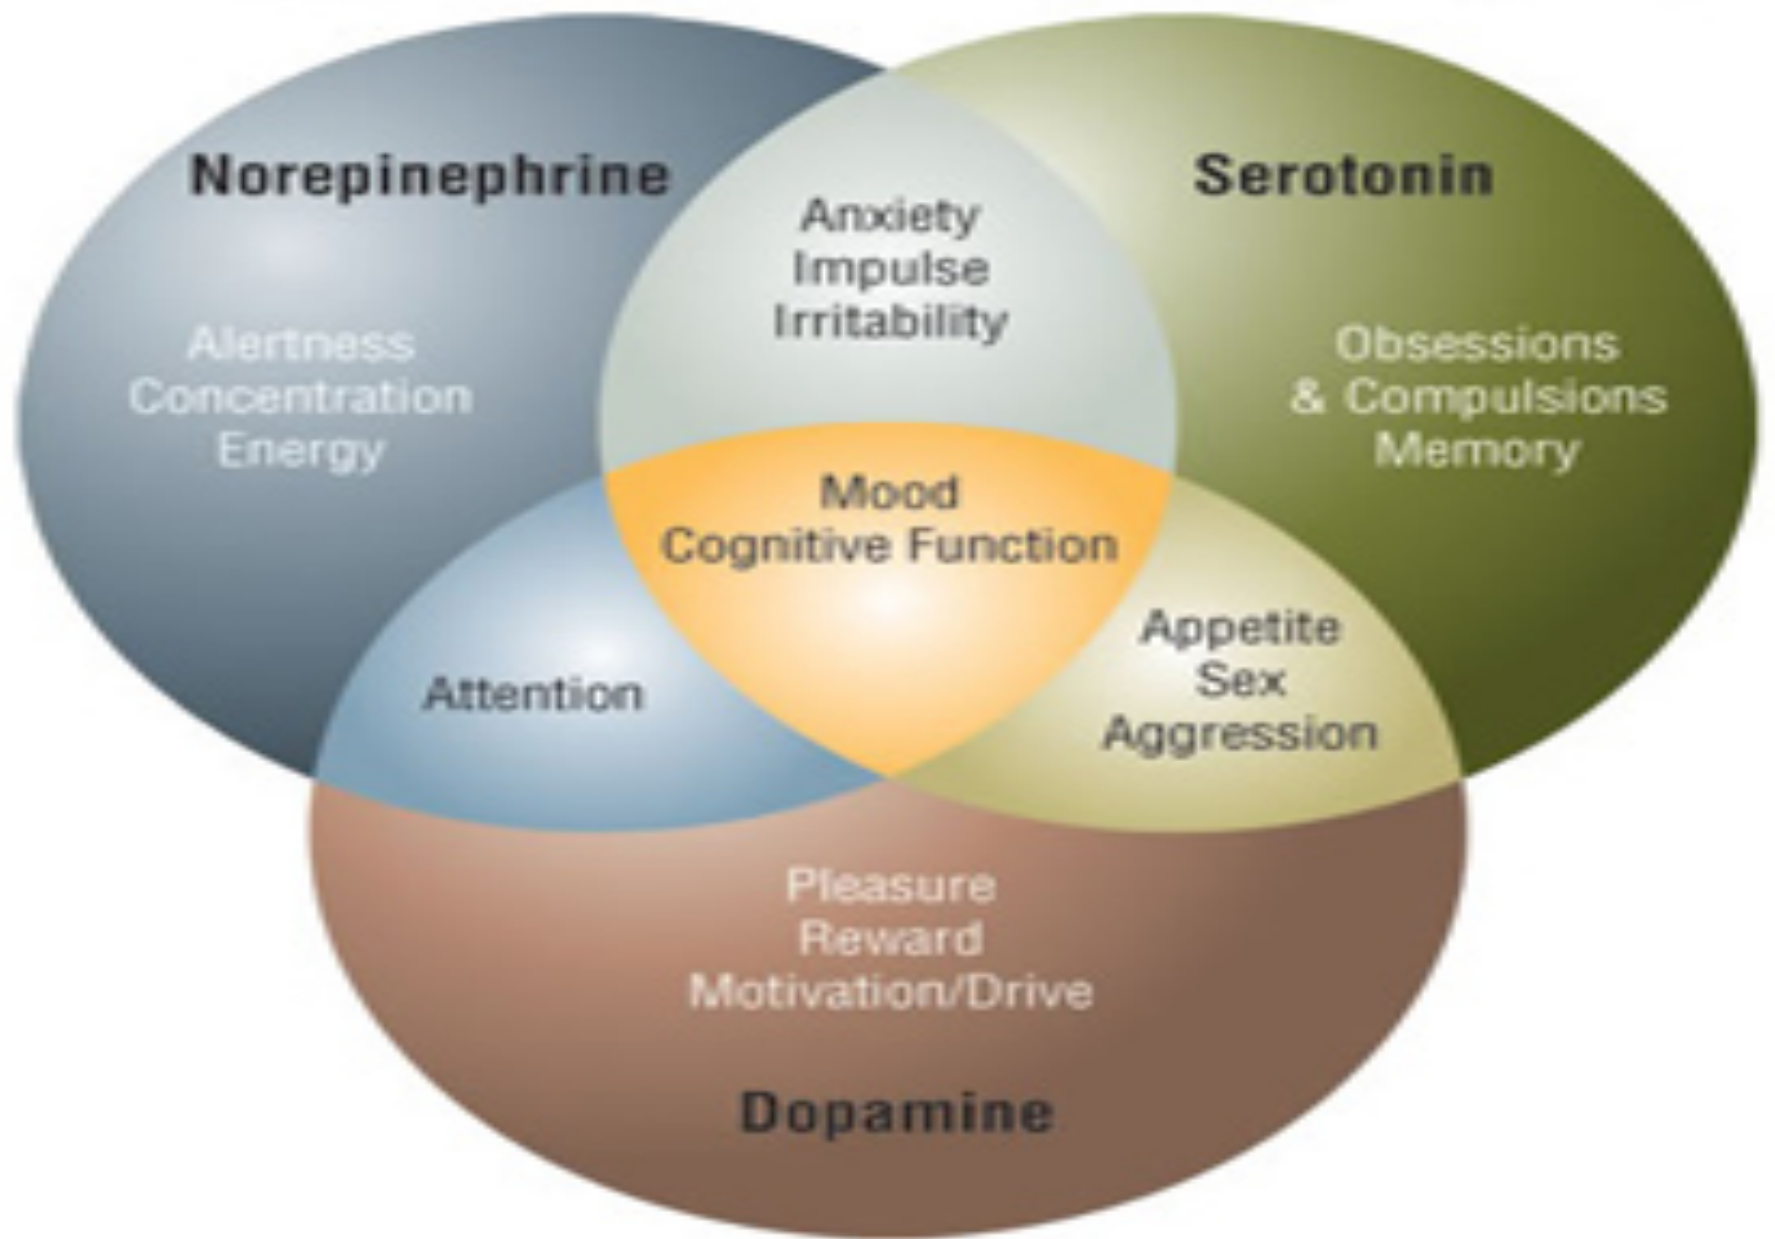 Norepinephrine
Alertness
Concentration
Energy
Anxiety
Impulse
Irritability
Serotonin
Obsessions
& Compulsions
Memory
Mood
Cognitive Function
Attention
Appetite
Sex
Aggression
Pleasure
Reward
Motivation/Drive
Dopamine